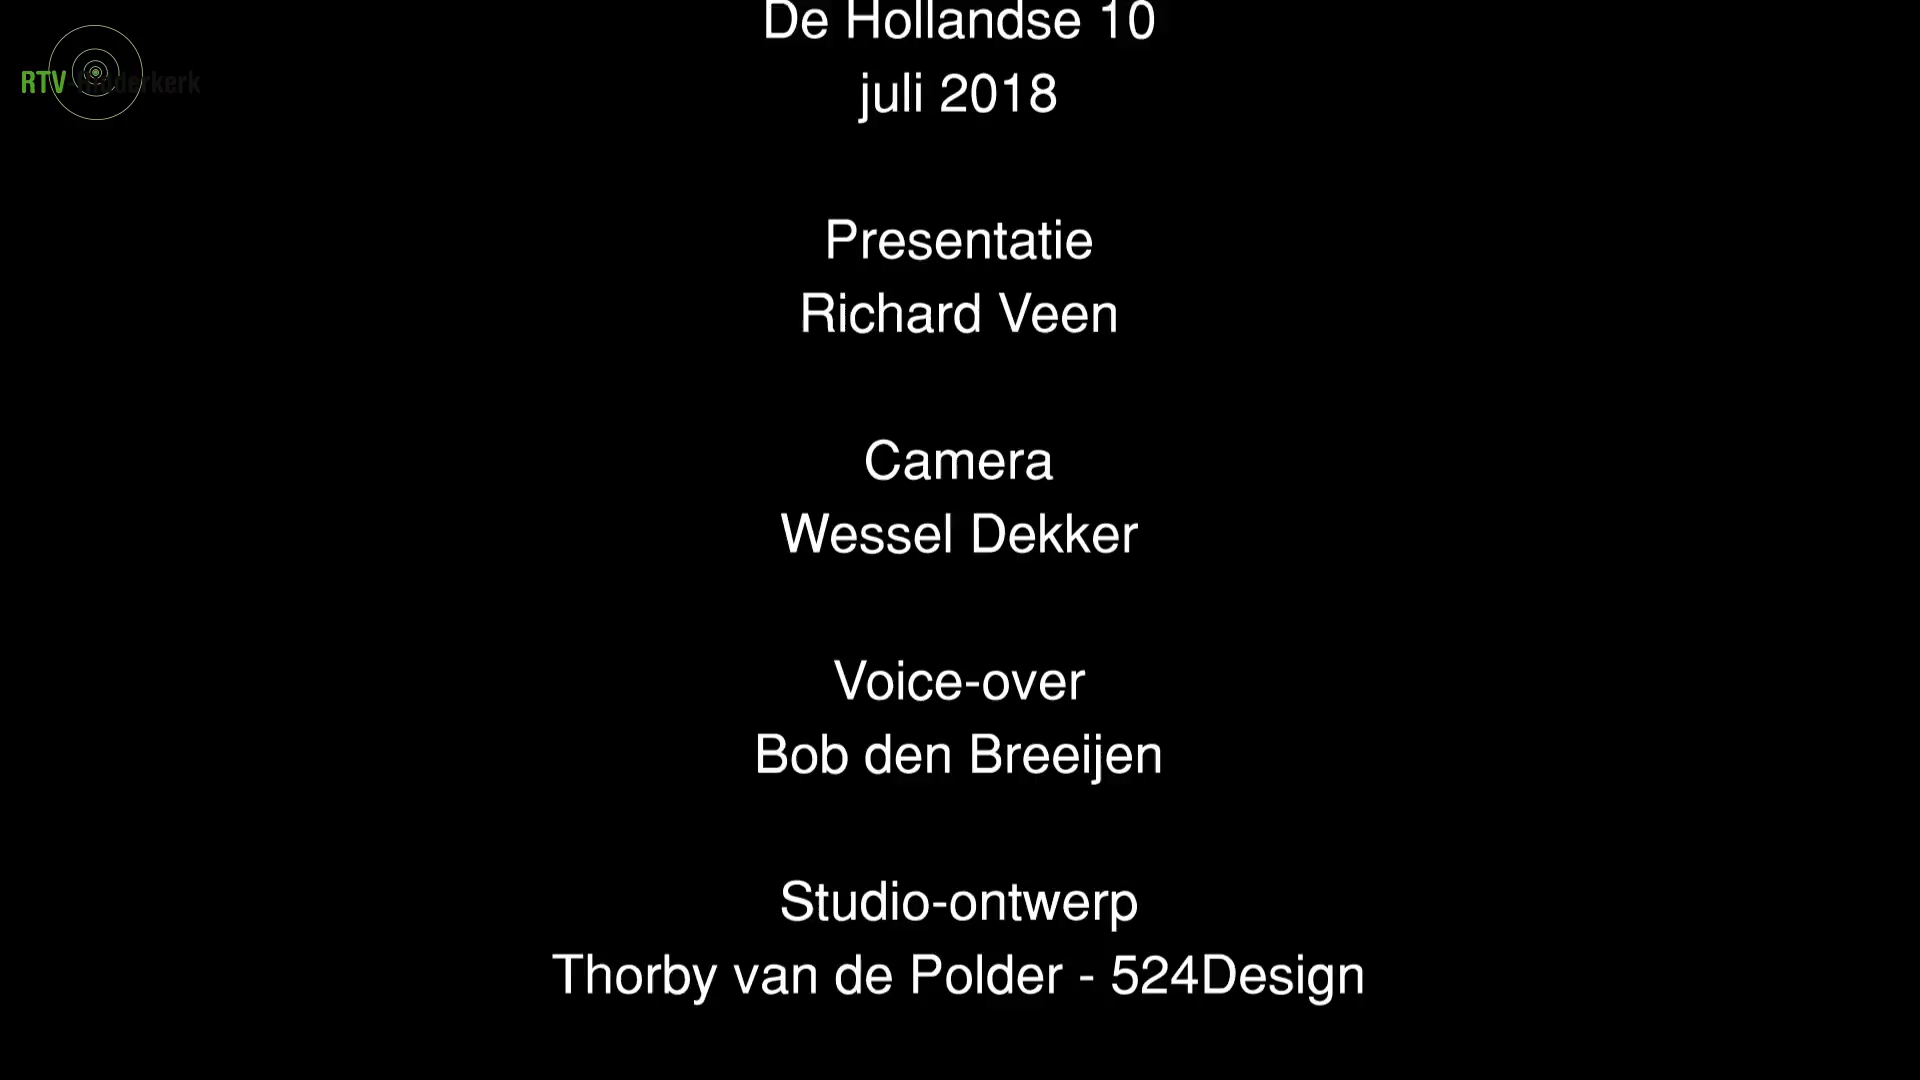 De Hollandse 10
juli 2018
RTV
Presentatie
Richard Veen
Camera
Wessel Dekker
Voice-over
Bob den Breeijen
Studio-ontwerp
Thorby van de Polder - 524Design